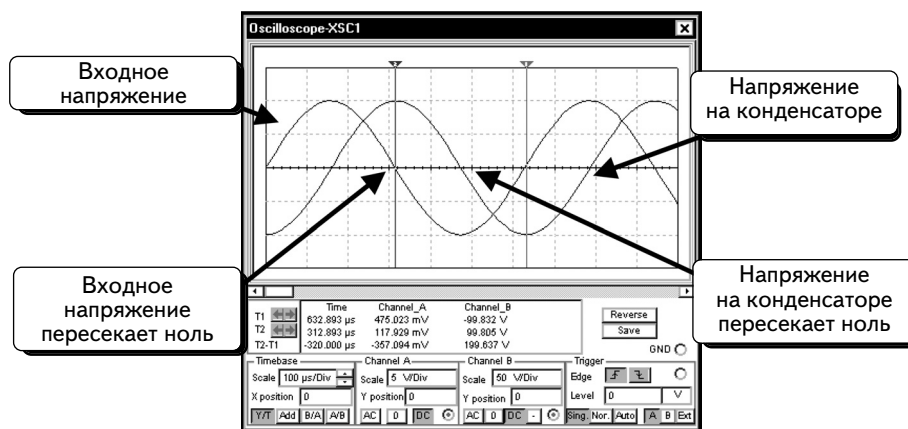 Oscilloscope-XSC1
Входное
напряжение
Напряжение
на конденсаторе
Входное
напряжение
пересекает ноль
Напряжение
на конденсаторе
пересекает ноль
Time Channel_A Channel_B
T1 632.893 µs 475.023 mV -99.832 V
T2 312.893 µs 117.929 mV 99.805 V
T2-T1 -320.000 µs -357.094 mV 199.637 V
Reverse
Save
GND
Timebase Channel A Channel B Trigger
Scale 100 µs/Div Scale 5 V/Div Scale 50 V/Div Edge
X position 0 Y position 0 Y position 0 Level 0 V
Y/T Add B/A A/B AC 0 DC AC 0 DC - Sing. Nor. Auto A B Ext